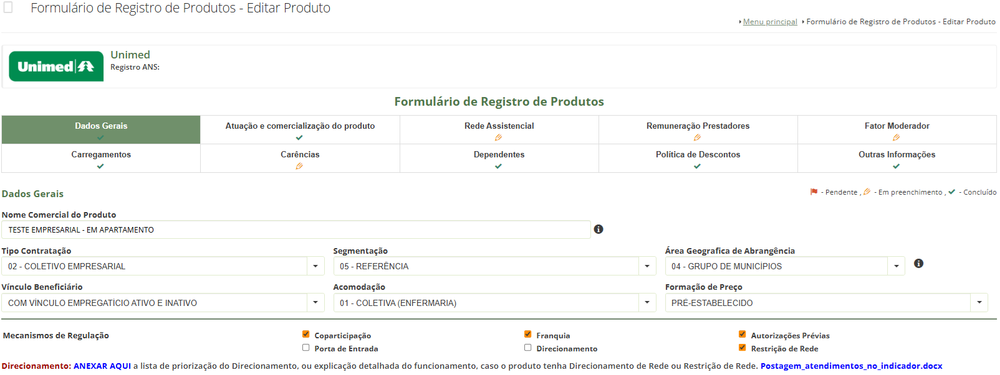 Formulário de Registro de Produtos - Editar Produto
Menu principal Formulário de Registro de Produtos - Editar Produto
Unimed
Unimed
Registro ANS:
Formulário de Registro de Produtos
Dados Gerais Atuação e comercialização do produto Rede Assistencial Remuneração Prestadores Fator Moderador
Carregamentos Carências Dependentes Política de Descontos Outras Informações
Dados Gerais - Pendente , - Em preenchimento , - Concluído
Nome Comercial do Produto
TESTE EMPRESARIAL - EM APARTAMENTO
Tipo Contratação Segmentação Área Geografica de Abrangência
02 - COLETIVO EMPRESARIAL 05 - REFERÊNCIA 04 - GRUPO DE MUNICÍPIOS
Vínculo Beneficiário Acomodação Formação de Preço
COM VÍNCULO EMPREGATÍCIO ATIVO E INATIVO 01 - COLETIVA (ENFERMARIA) PRÉ-ESTABELECIDO
Mecanismos de Regulação Coparticipação Franquia Autorizações Prévias
Porta de Entrada Direcionamento Restrição de Rede
Direcionamento: ANEXAR AQUI a lista de priorização do Direcionamento, ou explicação detalhada do funcionamento, caso o produto tenha Direcionamento de Rede ou Restrição de Rede. Postagem_atendimentos_no_indicador.docx